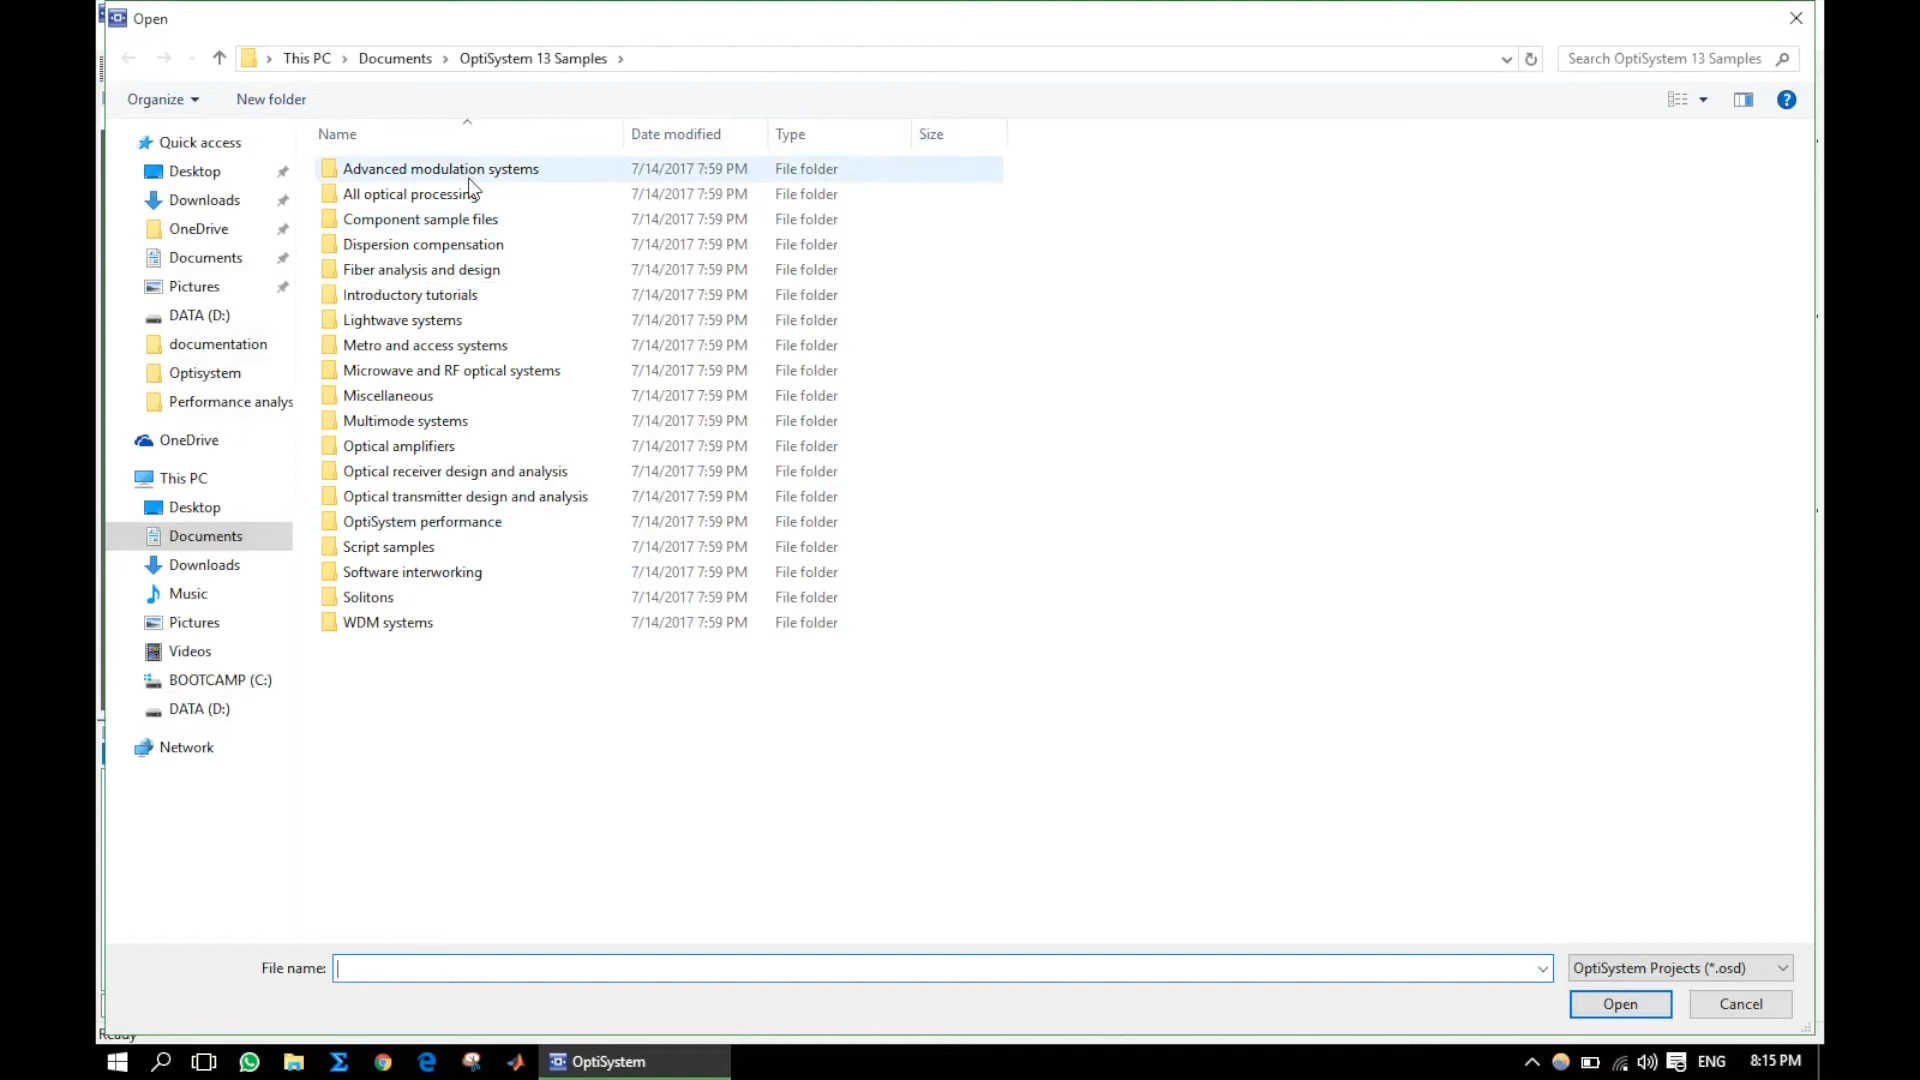 Open
This PC > Documents > OptiSystem 13 Samples >
Search OptiSystem 13 Samples
Organize
New folder
Name
Date modified
Type
Size
Quick access
Desktop
Downloads
OneDrive
Documents
Pictures
DATA (D:)
documentation
Optisystem
Performance analys
OneDrive
This PC
Desktop
Documents
Downloads
Music
Pictures
Videos
BOOTCAMP (C:)
DATA (D:)
Network
Advanced modulation systems 7/14/2017 7:59 PM File folder
All optical processing 7/14/2017 7:59 PM File folder
Component sample files 7/14/2017 7:59 PM File folder
Dispersion compensation 7/14/2017 7:59 PM File folder
Fiber analysis and design 7/14/2017 7:59 PM File folder
Introductory tutorials 7/14/2017 7:59 PM File folder
Lightwave systems 7/14/2017 7:59 PM File folder
Metro and access systems 7/14/2017 7:59 PM File folder
Microwave and RF optical systems 7/14/2017 7:59 PM File folder
Miscellaneous 7/14/2017 7:59 PM File folder
Multimode systems 7/14/2017 7:59 PM File folder
Optical amplifiers 7/14/2017 7:59 PM File folder
Optical receiver design and analysis 7/14/2017 7:59 PM File folder
Optical transmitter design and analysis 7/14/2017 7:59 PM File folder
OptiSystem performance 7/14/2017 7:59 PM File folder
Script samples 7/14/2017 7:59 PM File folder
Software interworking 7/14/2017 7:59 PM File folder
Solitons 7/14/2017 7:59 PM File folder
WDM systems 7/14/2017 7:59 PM File folder
File name:
OptiSystem Projects (*.osd)
Open
Cancel
Ready
OptiSystem
ENG
8:15 PM